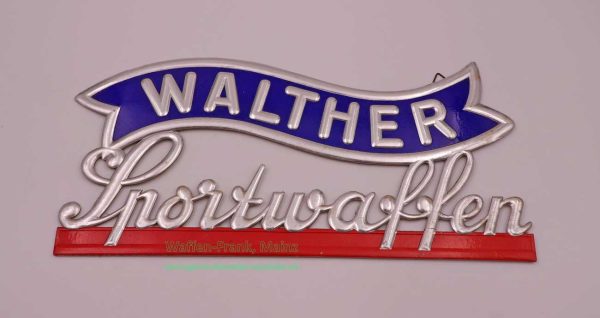 WALTHER
Sportwaffen
Waffen-Frank, Mainz